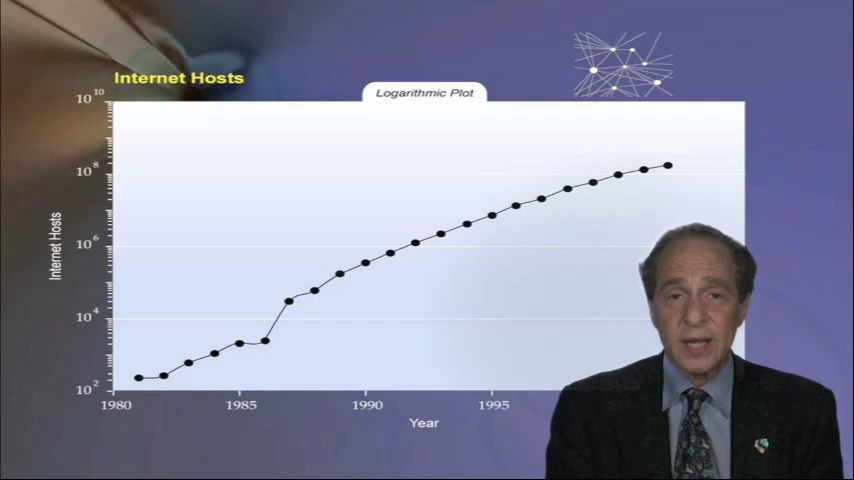 Internet Hosts
Logarithmic Plot
10^10
10^8
10^6
10^4
10^2
Internet Hosts
1980 1985 1990 1995
Year